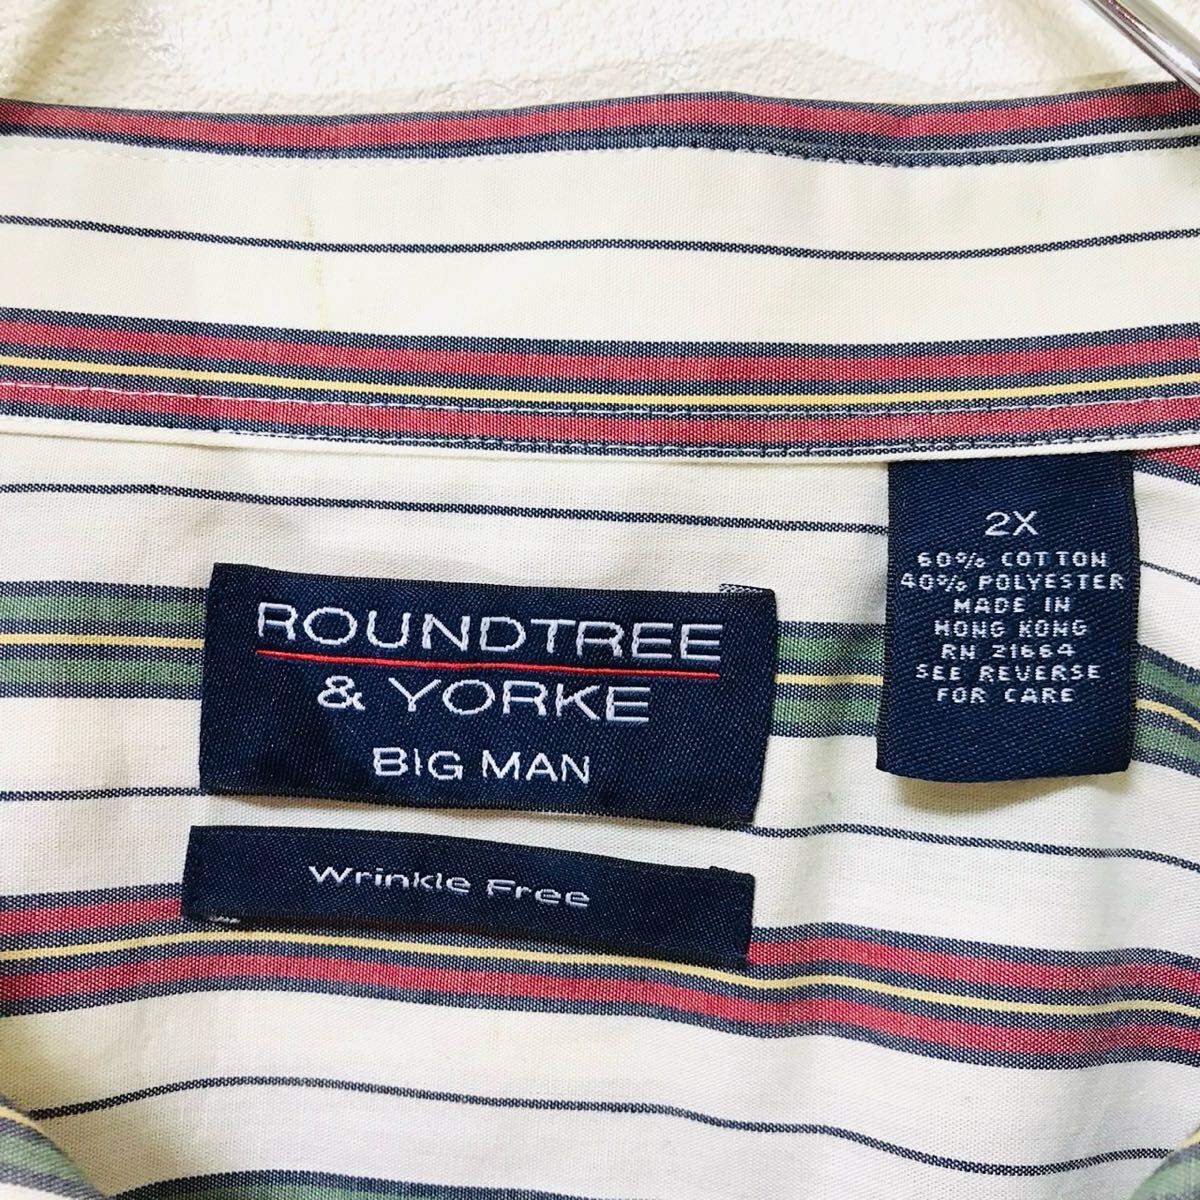 ROUNDTREE
& YORKE
BIG MAN
Wrinkle Free
2X
60% COTTON
40% POLYESTER
MADE IN
HONG KONG
RN 21664
SEE REVERSE
FOR CARE